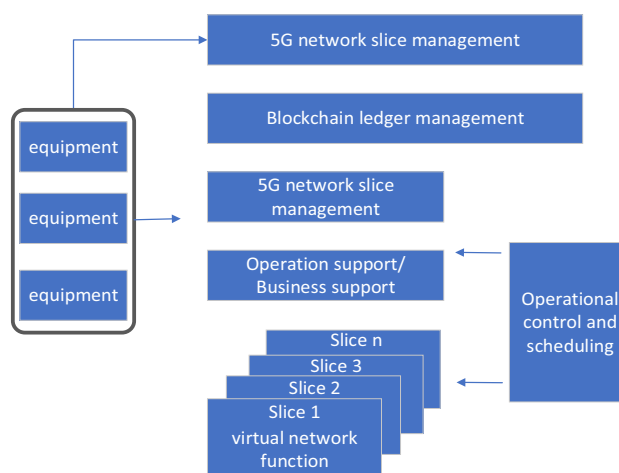 5G network slice management
Blockchain ledger management
equipment
equipment
equipment
5G network slice
management
Operation support/
Business support
Operational
control and
scheduling
Slice n
Slice 3
Slice 2
Slice 1
virtual network
function